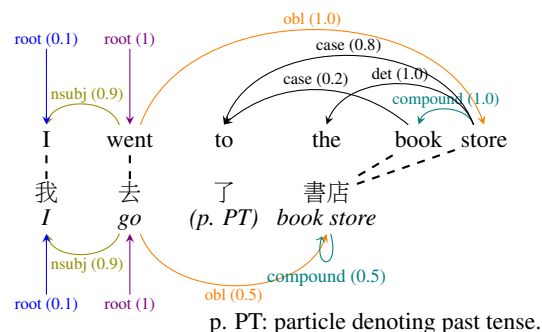 obl (1.0)
root (0.1) root (1) case (0.8)
case (0.2) det (1.0)
nsubj (0.9) compound (1.0)
I went to the book store
我 去 了 書店
I go (p. PT) book store
nsubj (0.9) compound (0.5)
root (0.1) root (1) obl (0.5)
p. PT: particle denoting past tense.